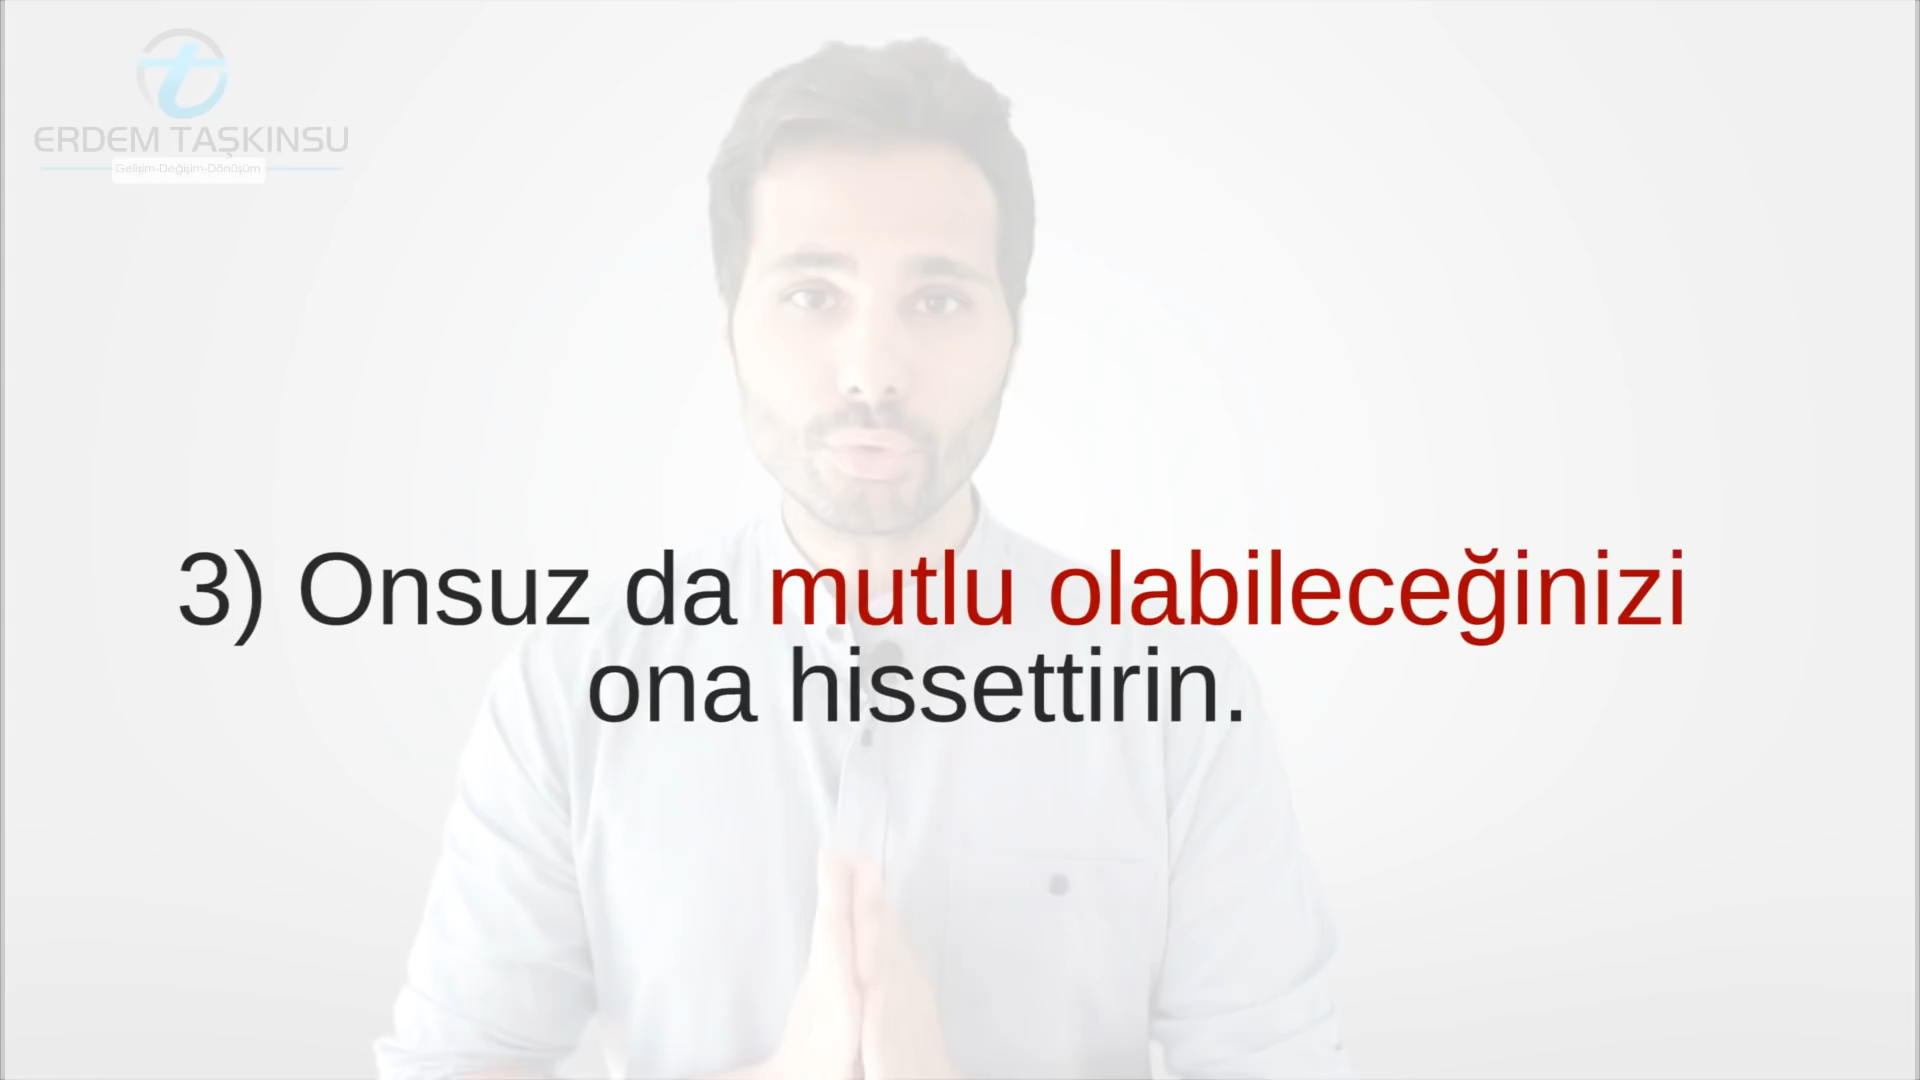 ERDEM TAŞKINSU
Gelişim-Değişim-Dönüşüm
3) Onsuz da mutlu olabileceğinizi
ona hissettirin.